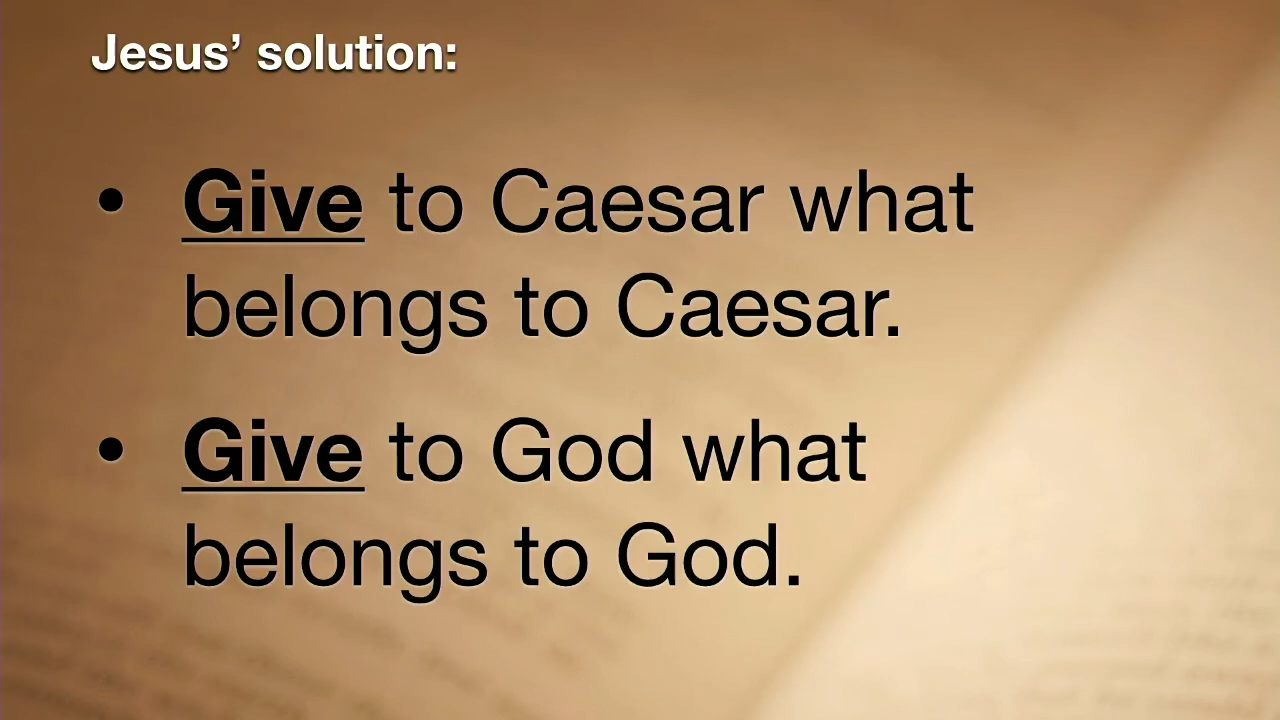 Jesus’ solution:
• Give to Caesar what
belongs to Caesar.
• Give to God what
belongs to God.